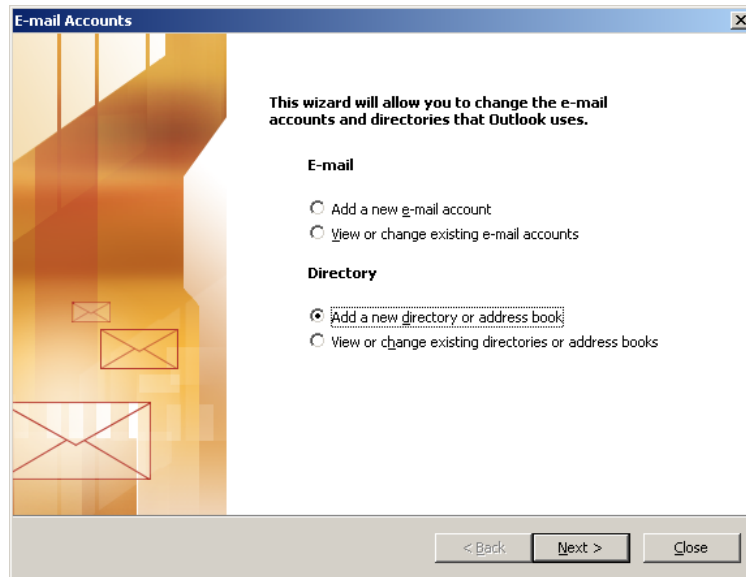 E-mail Accounts
This wizard will allow you to change the e-mail
accounts and directories that Outlook uses.
E-mail
Add a new e-mail account
View or change existing e-mail accounts
Directory
Add a new directory or address book
View or change existing directories or address books
< Back
Next >
Close